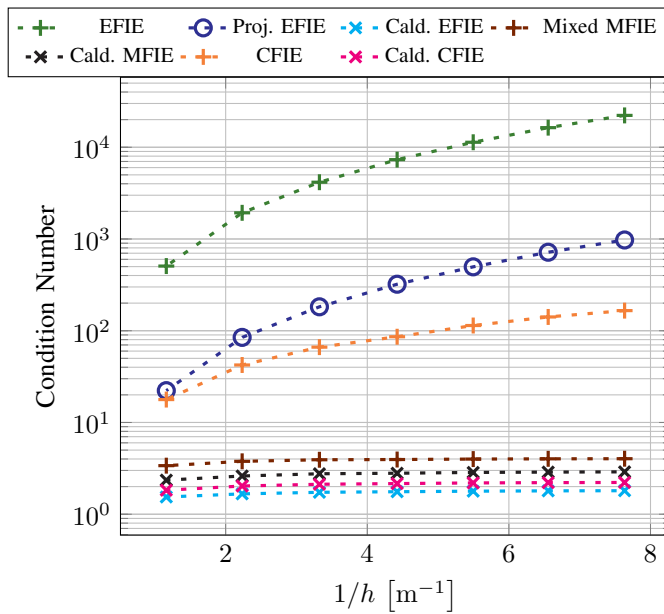 EFIE Proj. EFIE Cald. EFIE Mixed MFIE
Cald. MFIE CFIE Cald. CFIE
10^4
10^3
10^2
10^1
10^0
Condition Number
2 4 6 8
1/h [m^−1]